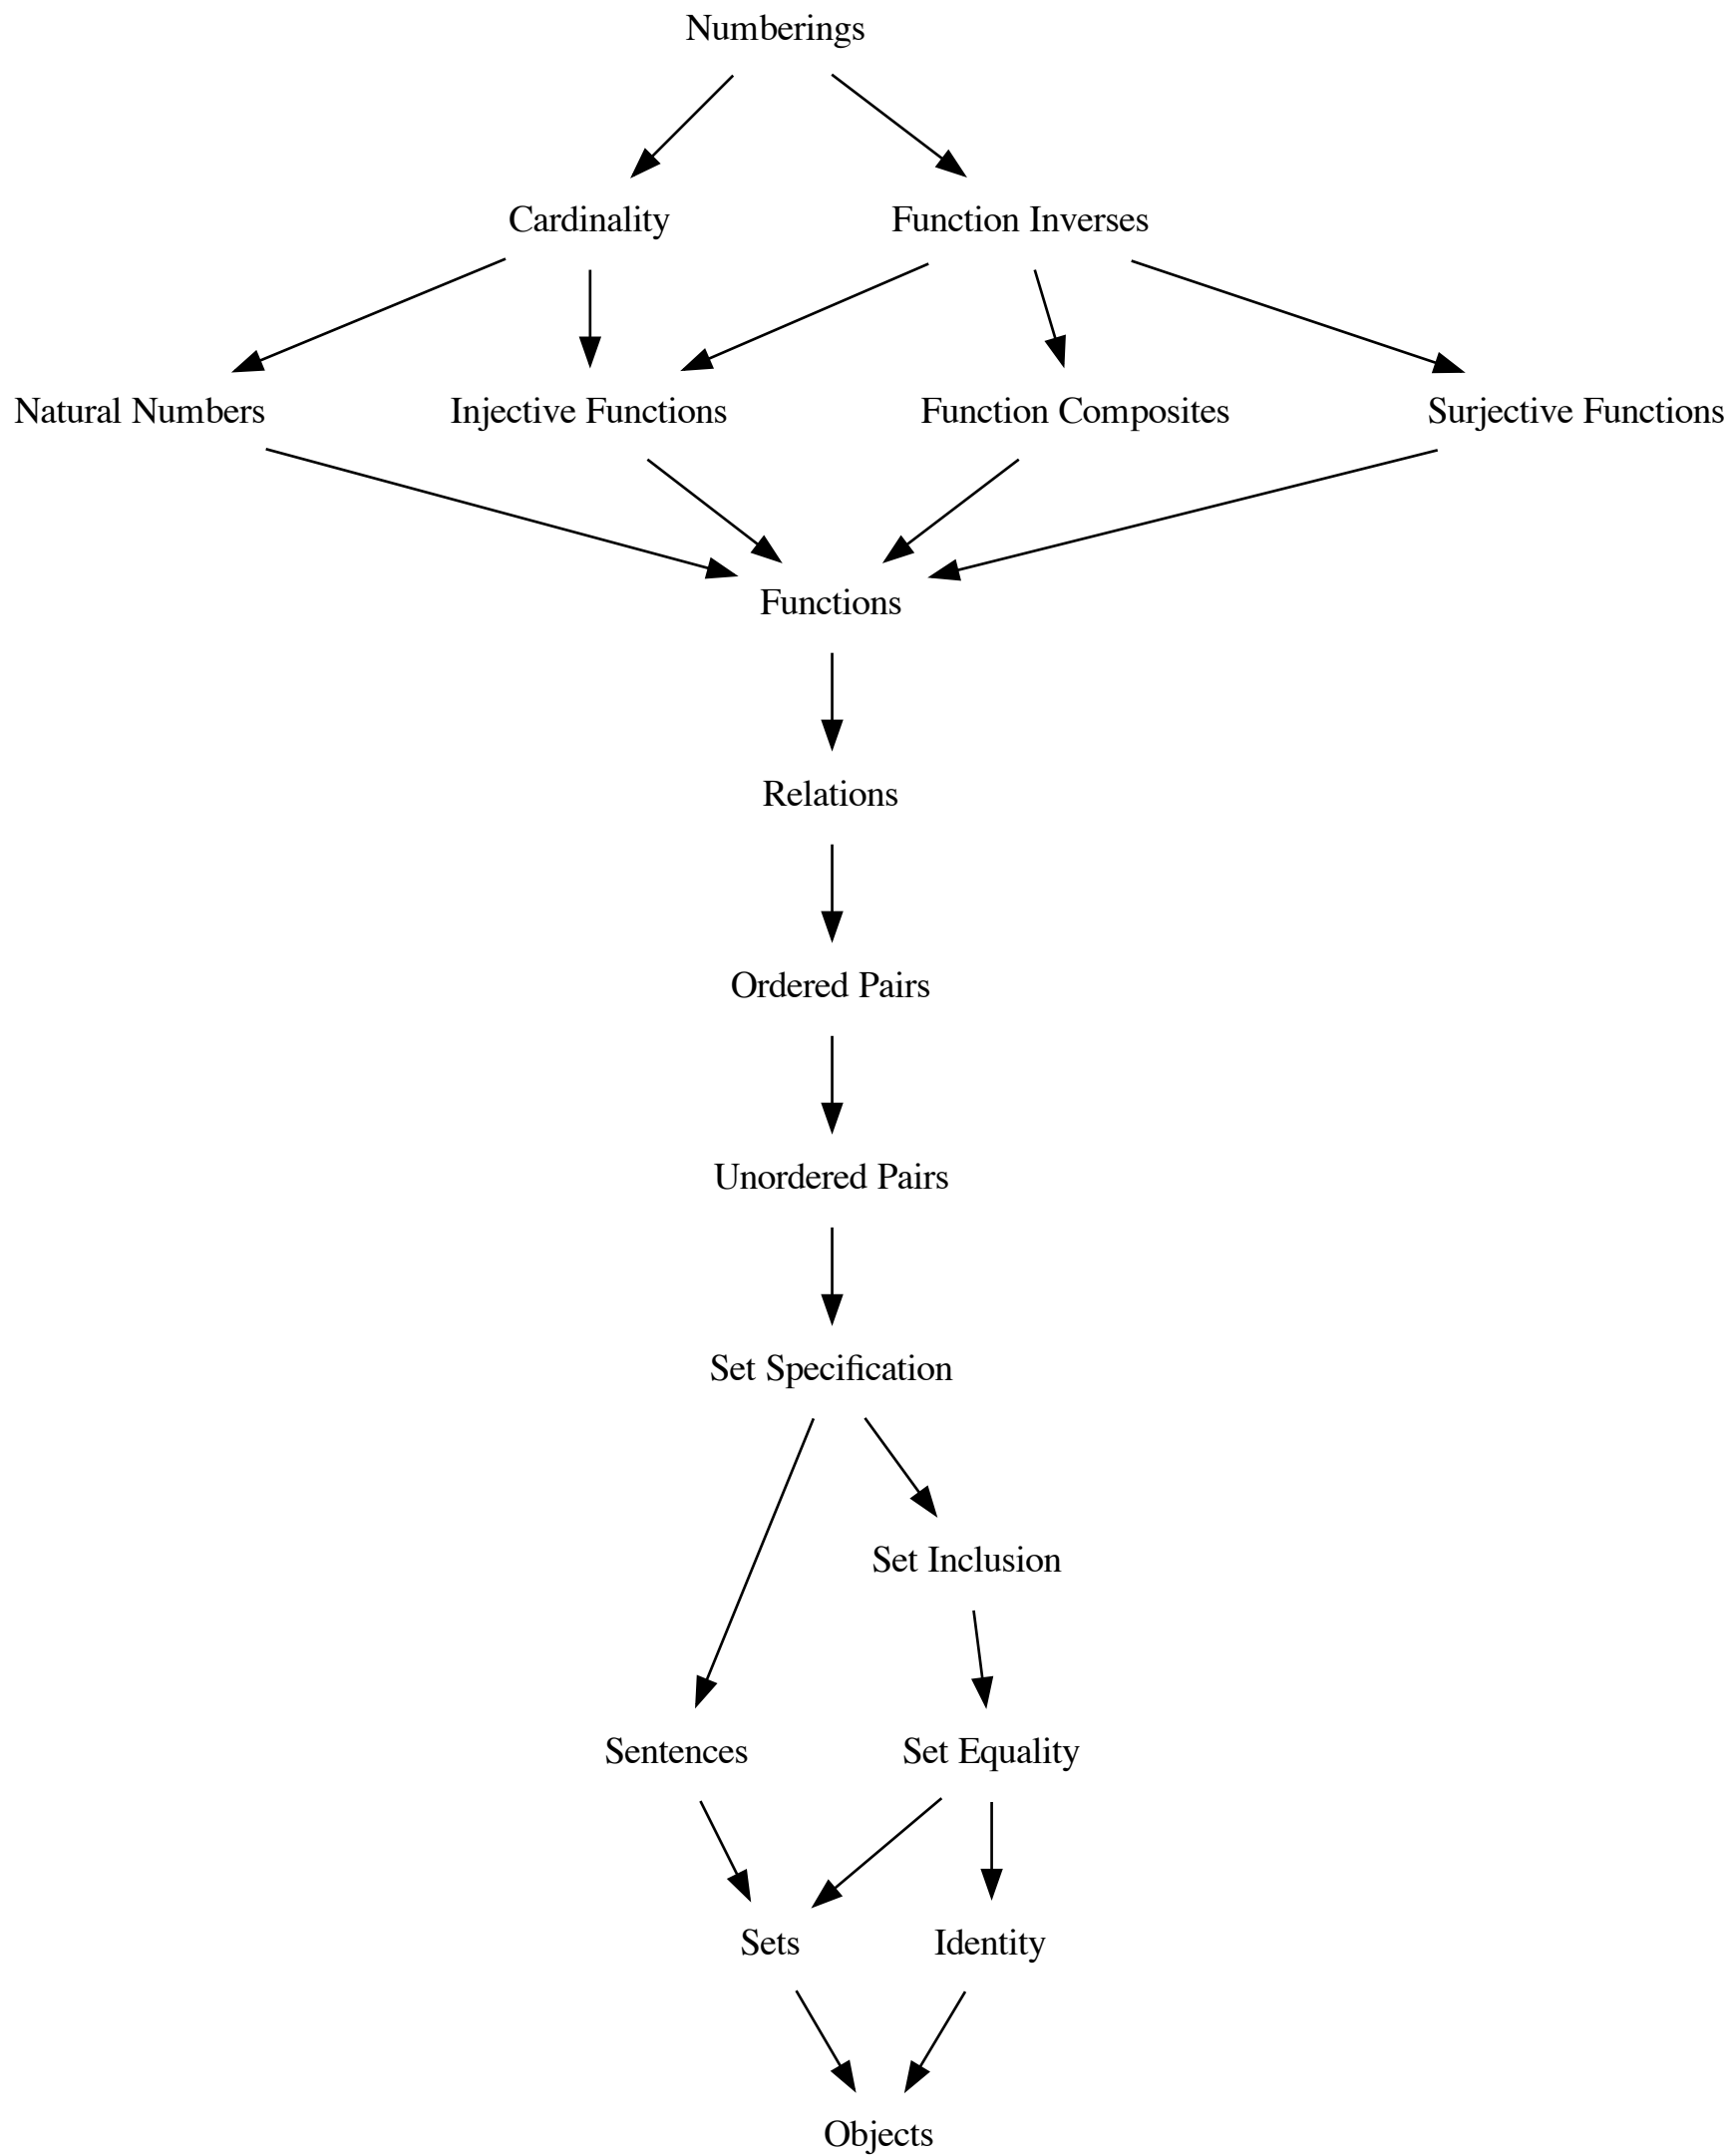 Numberings
Cardinality
Function Inverses
Natural Numbers
Injective Functions
Function Composites
Surjective Functions
Functions
Relations
Ordered Pairs
Unordered Pairs
Set Specification
Set Inclusion
Sentences
Set Equality
Sets
Identity
Objects